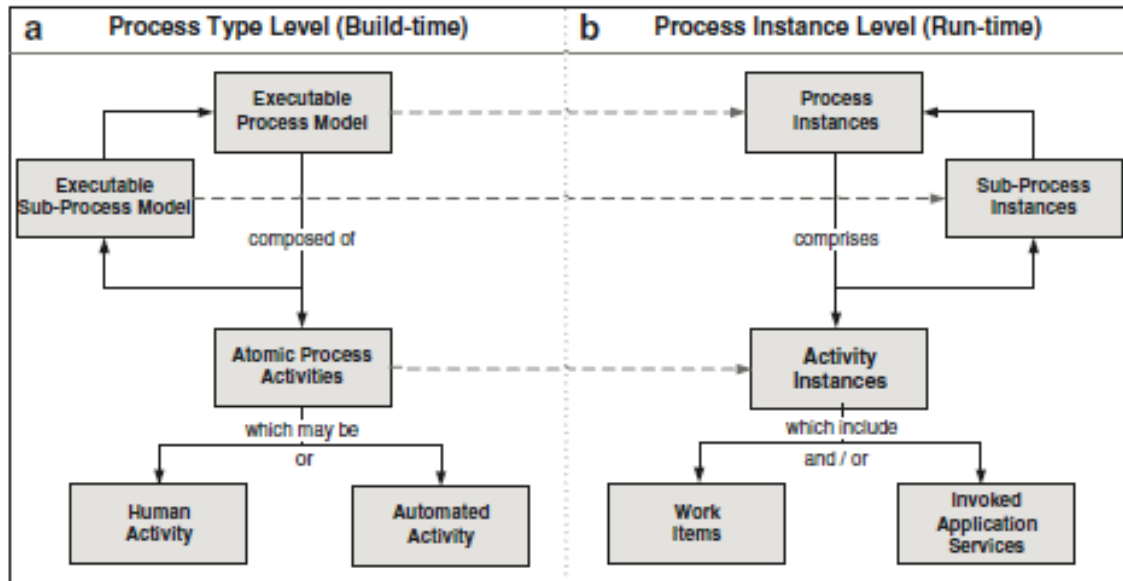 a
Process Type Level (Build-time)
b
Process Instance Level (Run-time)
Executable
Process Model
Process
Instances
Executable
Sub-Process Model
Sub-Process
Instances
composed of
comprises
Atomic Process
Activities
Activity
Instances
which may be
or
which include
and / or
Human
Activity
Automated
Activity
Work
Items
Invoked
Application
Services